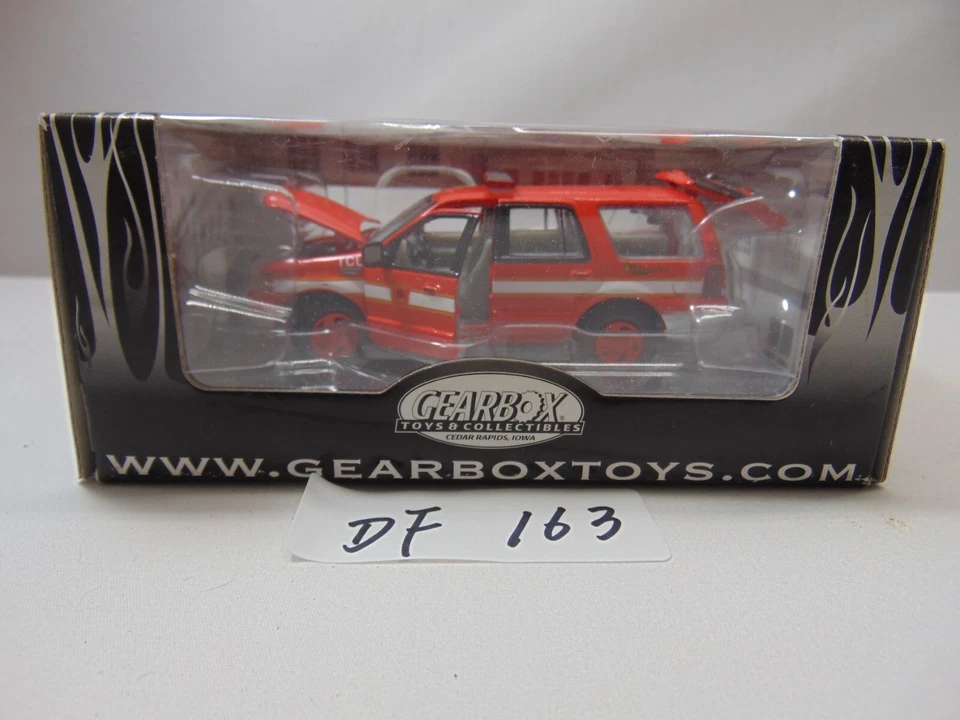 GEARBOX
TOYS & COLLECTIBLES
CEDAR RAPIDS, IOWA
WWW.GEARBOXTOYS.COM
DF 163